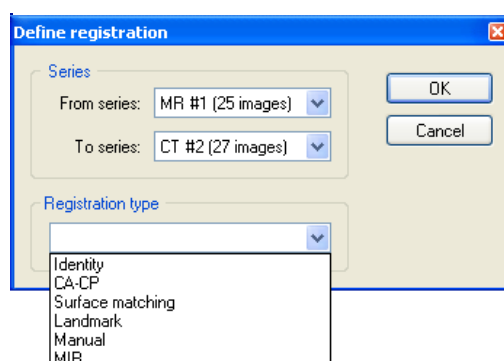 Define registration
Series
From series: MR #1 (25 images)
To series: CT #2 (27 images)
OK
Cancel
Registration type
Identity
CA-CP
Surface matching
Landmark
Manual
MIR